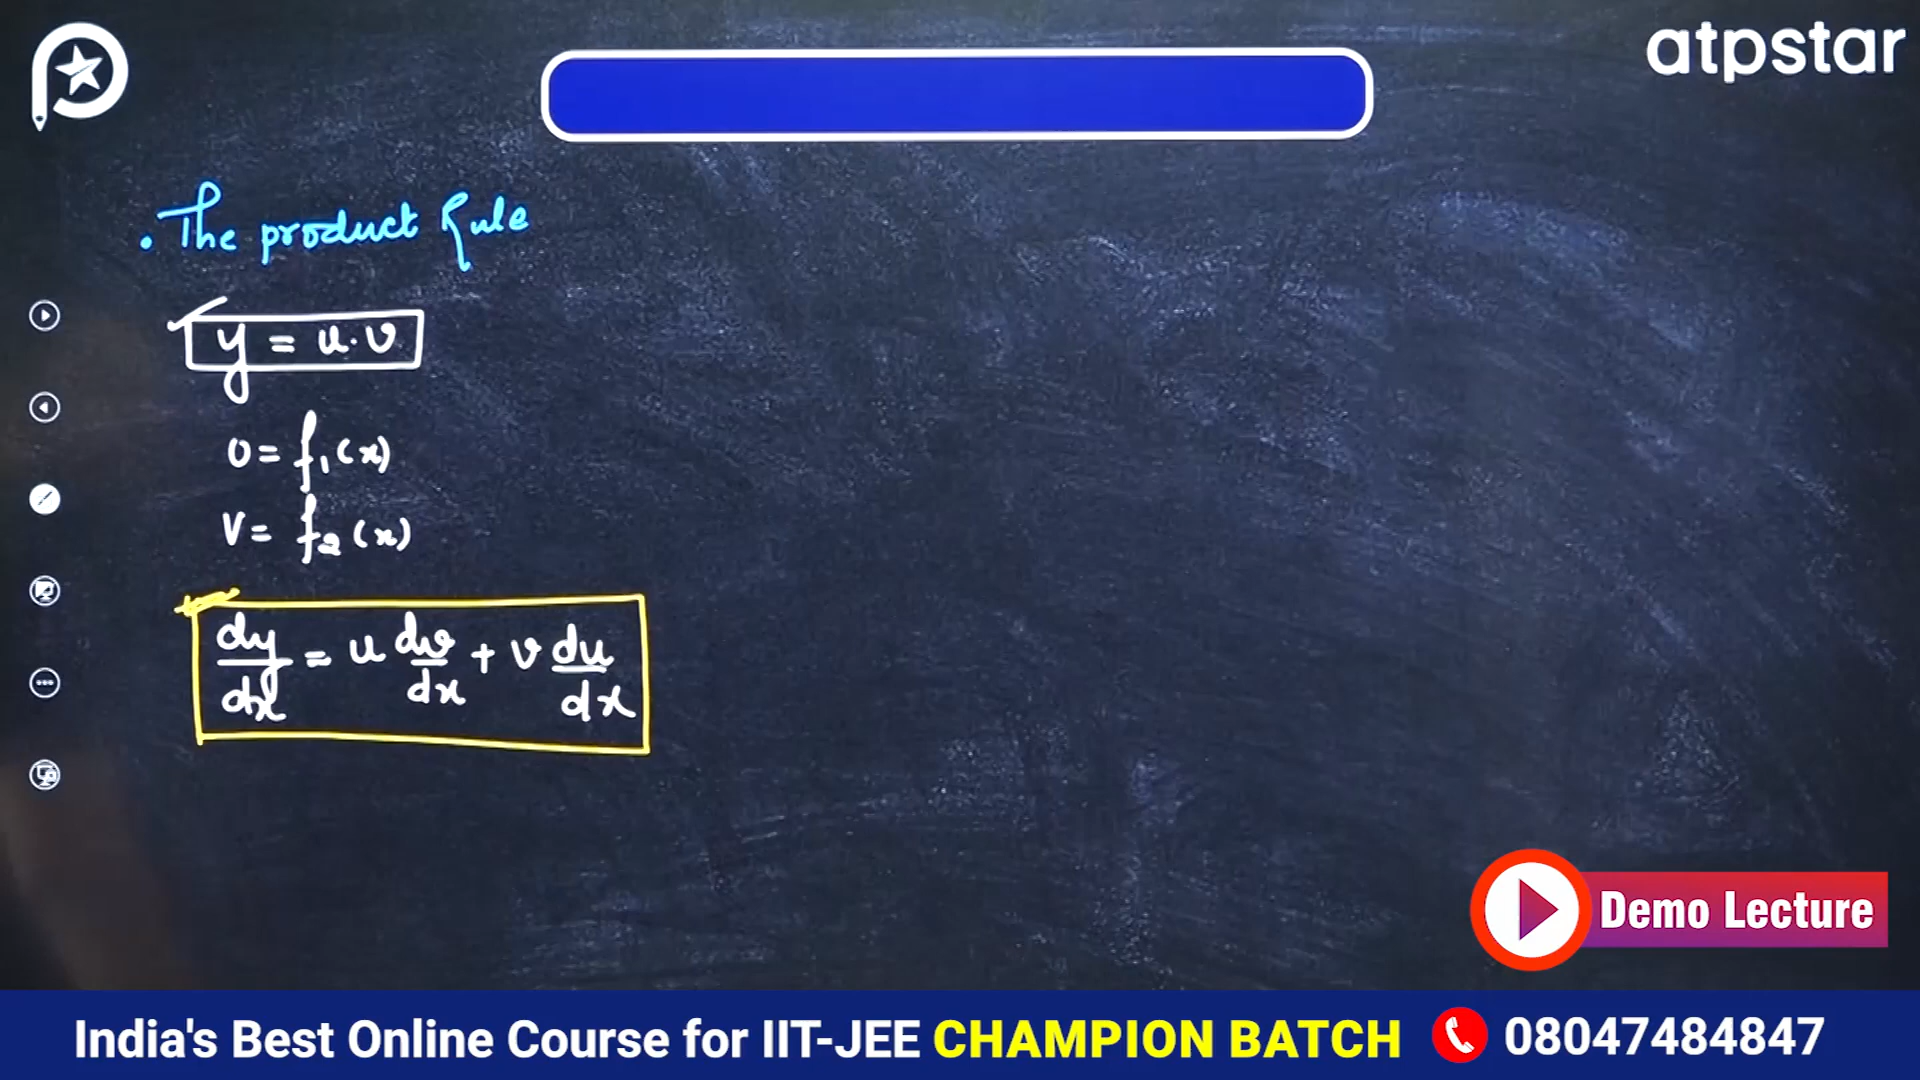 atpstar
• The product Rule
y = u·v
u = f₁(x)
v = f₂(x)
dy/dx = u dv/dx + v du/dx
Demo Lecture
India's Best Online Course for IIT-JEE CHAMPION BATCH 08047484847